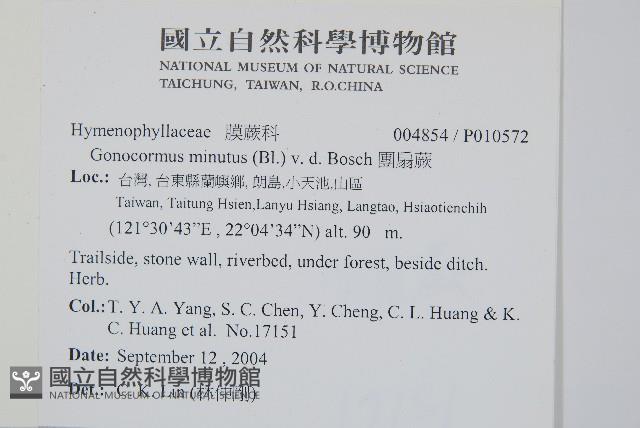 國立自然科學博物館
NATIONAL MUSEUM OF NATURAL SCIENCE
TAICHUNG, TAIWAN, R.O.CHINA
Hymenophyllaceae 膜蕨科 004854 / P010572
Gonocormus minutus (Bl.) v. d. Bosch 團扇蕨
Loc.: 台灣, 台東縣蘭嶼鄉, 朗島,小天池.山區
Taiwan, Taitung Hsien,Lanyu Hsiang, Langtao, Hsiaotienchih
(121°30'43"E , 22°04'34"N) alt. 90 m.
Trailside, stone wall, riverbed, under forest, beside ditch.
Herb.
Col.: T. Y. A. Yang, S. C. Chen, Y. Cheng, C. L. Huang & K.
C. Huang et al. No.17151
Date: September 12 , 2004
Det.: C. K. Lin (林仲剛)
國立自然科學博物館
NATIONAL MUSEUM OF NATURAL SCIENCE